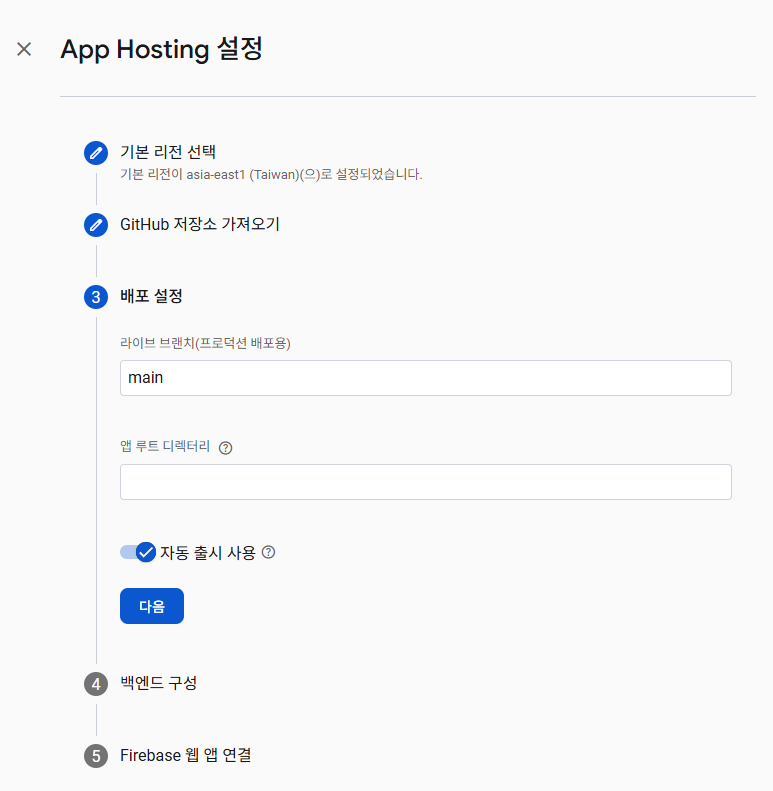 App Hosting 설정
기본 리전 선택
기본 리전이 asia-east1 (Taiwan)(으)로 설정되었습니다.
GitHub 저장소 가져오기
3 배포 설정
라이브 브랜치(프로덕션 배포용)
main
앱 루트 디렉터리 ?
자동 출시 사용 ?
다음
4 백엔드 구성
5 Firebase 웹 앱 연결